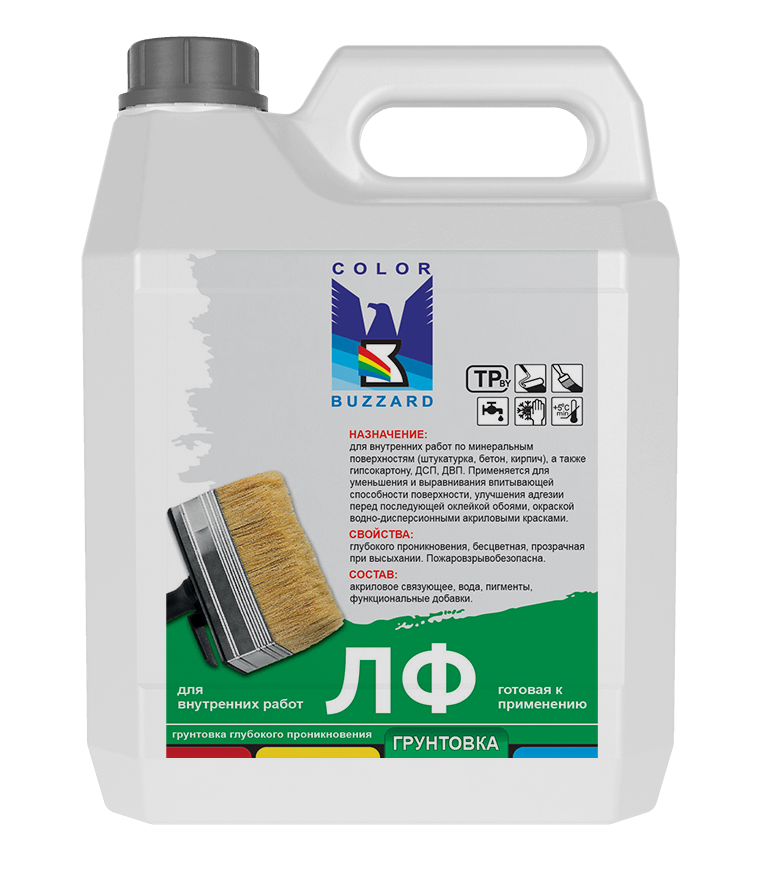 COLOR
BUZZARD
TP BY
+5°C
min
НАЗНАЧЕНИЕ:
для внутренних работ по минеральным
поверхностям (штукатурка, бетон, кирпич), а также
гипсокартону, ДСП, ДВП. Применяется для
уменьшения и выравнивания впитывающей
способности поверхности, улучшения адгезии
перед последующей оклейкой обоями, окраской
водно-дисперсионными акриловыми красками.
СВОЙСТВА:
глубокого проникновения, бесцветная, прозрачная
при высыхании. Пожаровзрывобезопасна.
СОСТАВ:
акриловое связующее, вода, пигменты,
функциональные добавки.
ЛФ
для
внутренних работ
готовая к
применению
грунтовка глубокого проникновения
ГРУНТОВКА